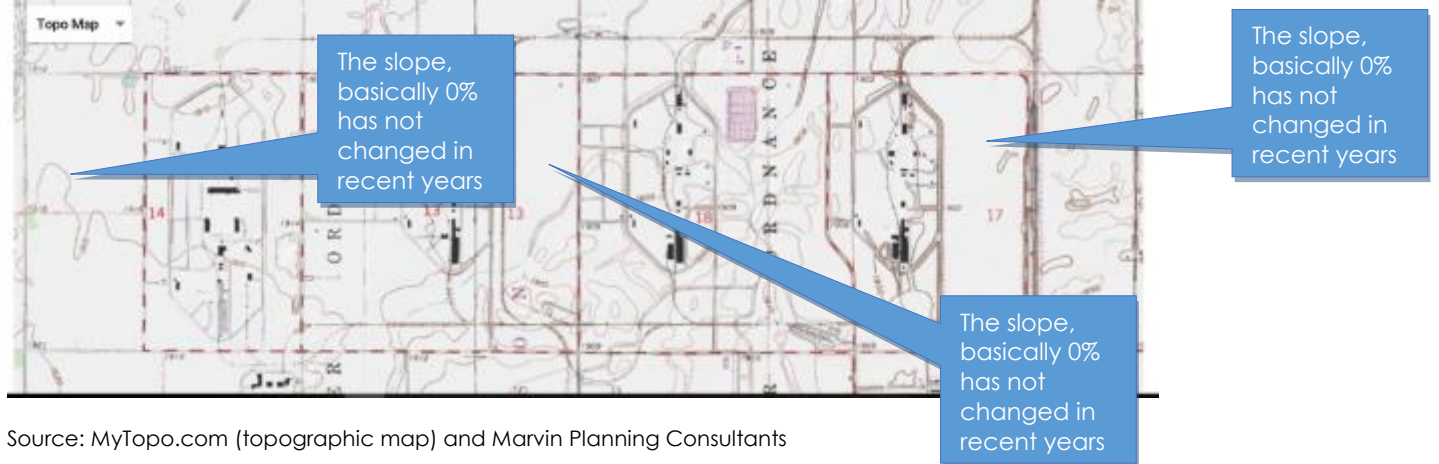 Topo Map
The slope,
basically 0%
has not
changed in
recent years
The slope,
basically 0%
has not
changed in
recent years
14
13
13
18
17
ORDNANCE
ORD
The slope,
basically 0%
has not
changed in
recent years
Source: MyTopo.com (topographic map) and Marvin Planning Consultants